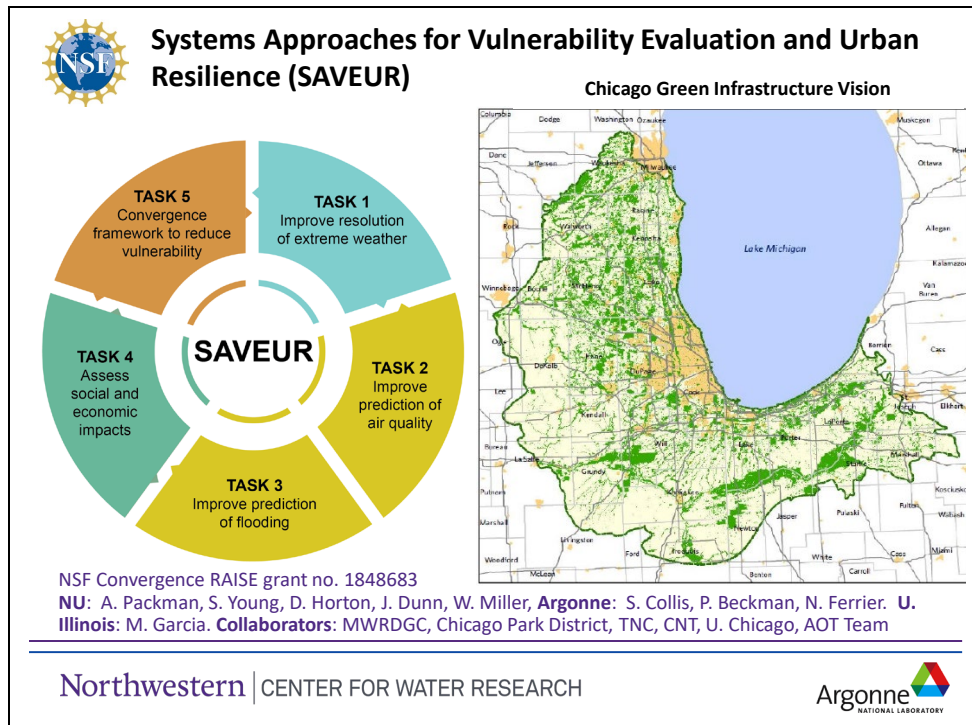 NSF
Systems Approaches for Vulnerability Evaluation and Urban
Resilience (SAVEUR)
Chicago Green Infrastructure Vision
TASK 5
Convergence
framework to reduce
vulnerability
TASK 1
Improve resolution
of extreme weather
TASK 4
Assess
social and
economic
impacts
SAVEUR
TASK 2
Improve
prediction of
air quality
TASK 3
Improve prediction
of flooding
Columbia
Dodge
Washington
Ozaukee
Muskegon
Dane
Jefferson
Waukesha
Milwaukee
Ottawa
Rock
Walworth
Racine
Kenosha
Lake Michigan
Allegan
Kalamazoo
Winnebago
Boone
McHenry
Lake
Van
Buren
Ogle
DeKalb
Kane
DuPage
Cook
Berrien
Cass
Lee
Kendall
Will
Lake
Porter
LaPorte
St.
Joseph
Elkhart
Bureau
La Salle
Grundy
Starke
Marshall
Putnam
Kankakee
Newton
Jasper
Pulaski
Fulton
Kosciusko
Wabash
Marshall
Livingston
Ford
Iroquois
White
Cass
Miami
Woodford
McLean
Benton
Carroll
NSF Convergence RAISE grant no. 1848683
NU: A. Packman, S. Young, D. Horton, J. Dunn, W. Miller, Argonne: S. Collis, P. Beckman, N. Ferrier. U.
Illinois: M. Garcia. Collaborators: MWRDGC, Chicago Park District, TNC, CNT, U. Chicago, AOT Team
Northwestern | CENTER FOR WATER RESEARCH
Argonne
NATIONAL LABORATORY